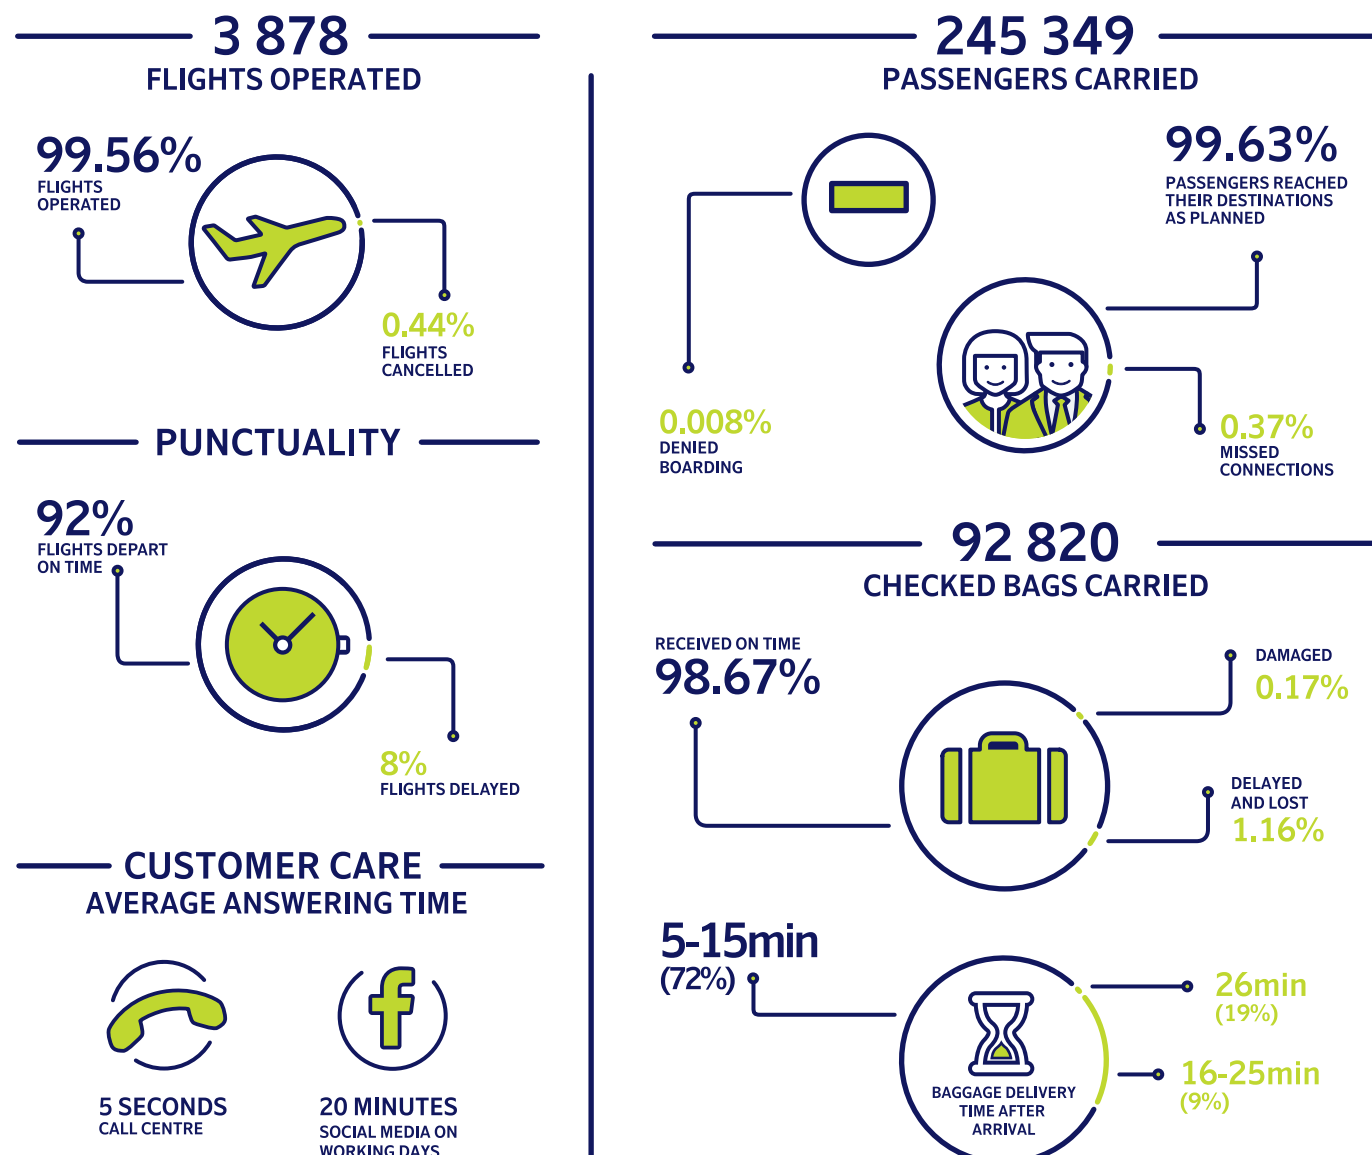 3 878
FLIGHTS OPERATED
99.56%
FLIGHTS
OPERATED
0.44%
FLIGHTS
CANCELLED
PUNCTUALITY
92%
FLIGHTS DEPART
ON TIME
8%
FLIGHTS DELAYED
CUSTOMER CARE
AVERAGE ANSWERING TIME
5 SECONDS
CALL CENTRE
20 MINUTES
SOCIAL MEDIA ON
WORKING DAYS
245 349
PASSENGERS CARRIED
99.63%
PASSENGERS REACHED
THEIR DESTINATIONS
AS PLANNED
0.008%
DENIED
BOARDING
0.37%
MISSED
CONNECTIONS
92 820
CHECKED BAGS CARRIED
RECEIVED ON TIME
98.67%
DAMAGED
0.17%
DELAYED
AND LOST
1.16%
5-15min
(72%)
26min
(19%)
16-25min
(9%)
BAGGAGE DELIVERY
TIME AFTER
ARRIVAL